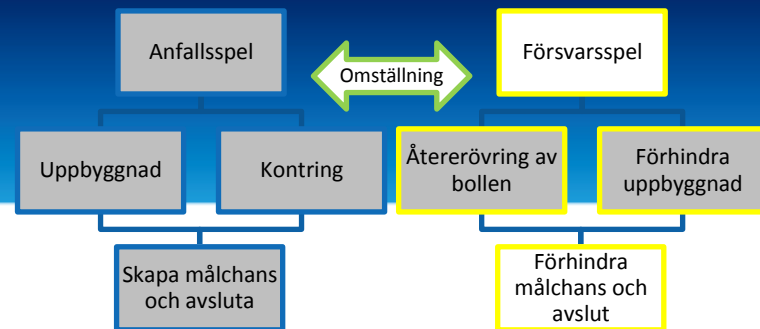 Anfallsspel
Omställning
Försvarsspel
Uppbyggnad
Kontring
Återerövring av
bollen
Förhindra
uppbyggnad
Skapa målchans
och avsluta
Förhindra
målchans och
avslut